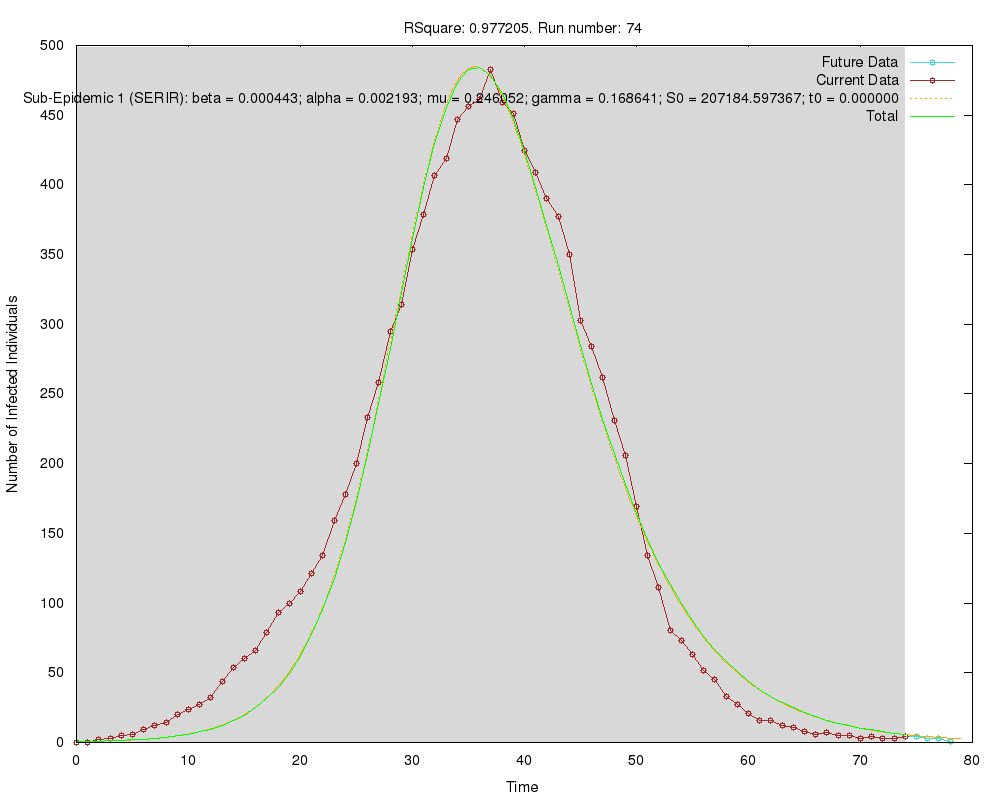 RSquare: 0.977205. Run number: 74
Future Data
Current Data
Sub-Epidemic 1 (SERIR): beta = 0.000443; alpha = 0.002193; mu = 0.246052; gamma = 0.168641; S0 = 207184.597367; t0 = 0.000000
Total
500
450
400
350
300
250
200
150
100
50
0
Number of Infected Individuals
0 10 20 30 40 50 60 70 80
Time